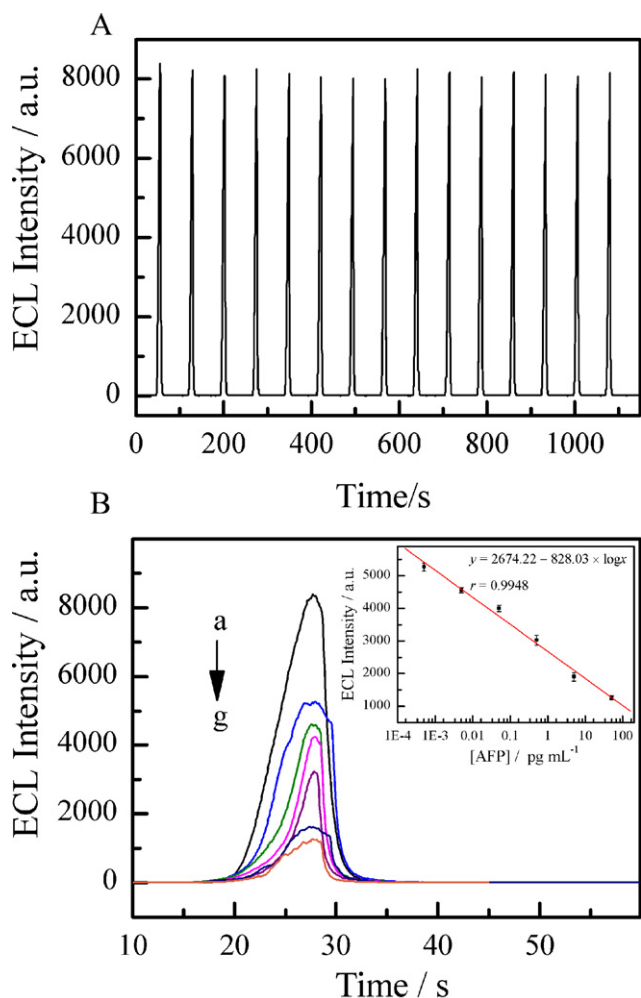 A
ECL Intensity / a.u.
8000
6000
4000
2000
0
0 200 400 600 800 1000
Time/s
B
ECL Intensity / a.u.
8000
6000
4000
2000
0
a
g
y = 2674.22 − 828.03 × logx
r = 0.9948
ECL Intensity / a.u.
5000
4000
3000
2000
1000
1E-4 1E-3 0.01 0.1 1 10 100
[AFP] / pg mL⁻¹
10 20 30 40 50
Time / s